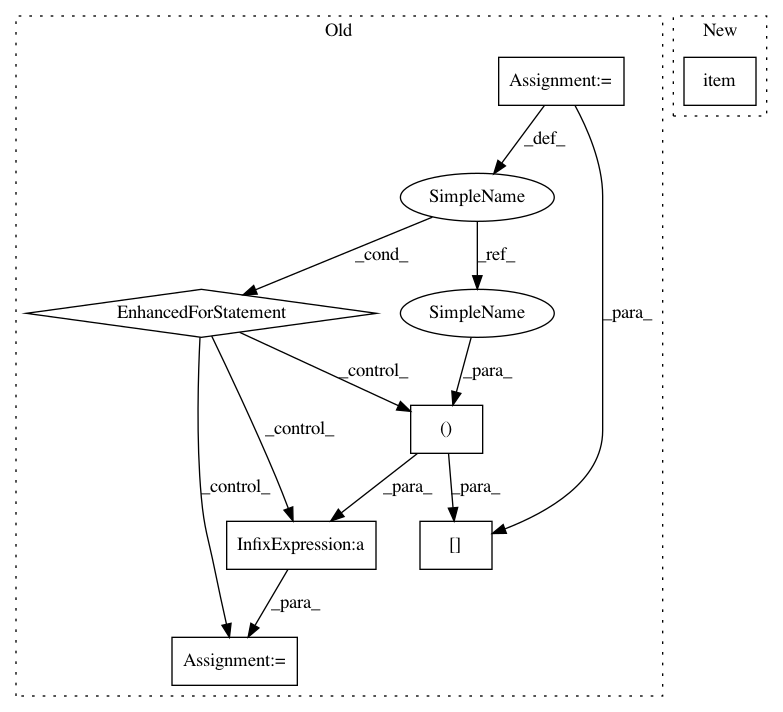 Old
New
Assignment:=
item
_def_
SimpleName
_cond_
_ref_
EnhancedForStatement
SimpleName
_para_
_control_
_para_
()
_control_
_control_
_para_
_para_
InfixExpression:a
[]
_para_
Assignment:=